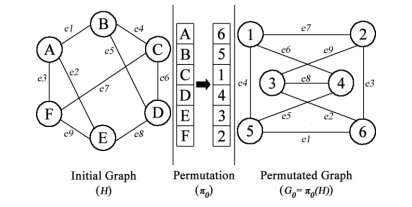 A
B
C
D
E
F
e1
e4
e3
e2
e5
e6
e7
e9
e8
A
B
C
D
E
F
6
5
1
4
3
2
1
2
3
4
5
6
e7
e6
e9
e4
e8
e3
e5
e2
e1
Initial Graph
(H)
Permutation
(π₀)
Permutated Graph
(G₀= π₀(H))